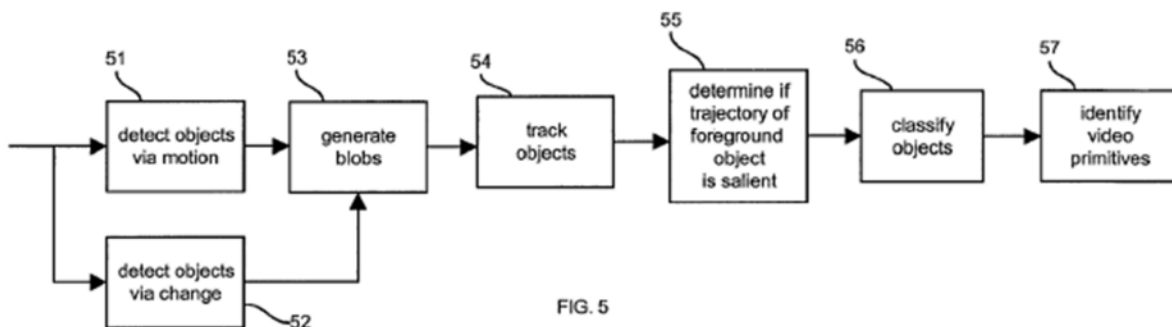 51
detect objects
via motion
53
generate
blobs
54
track
objects
55
determine if
trajectory of
foreground
object
is salient
56
classify
objects
57
identify
video
primitives
detect objects
via change
52
FIG. 5